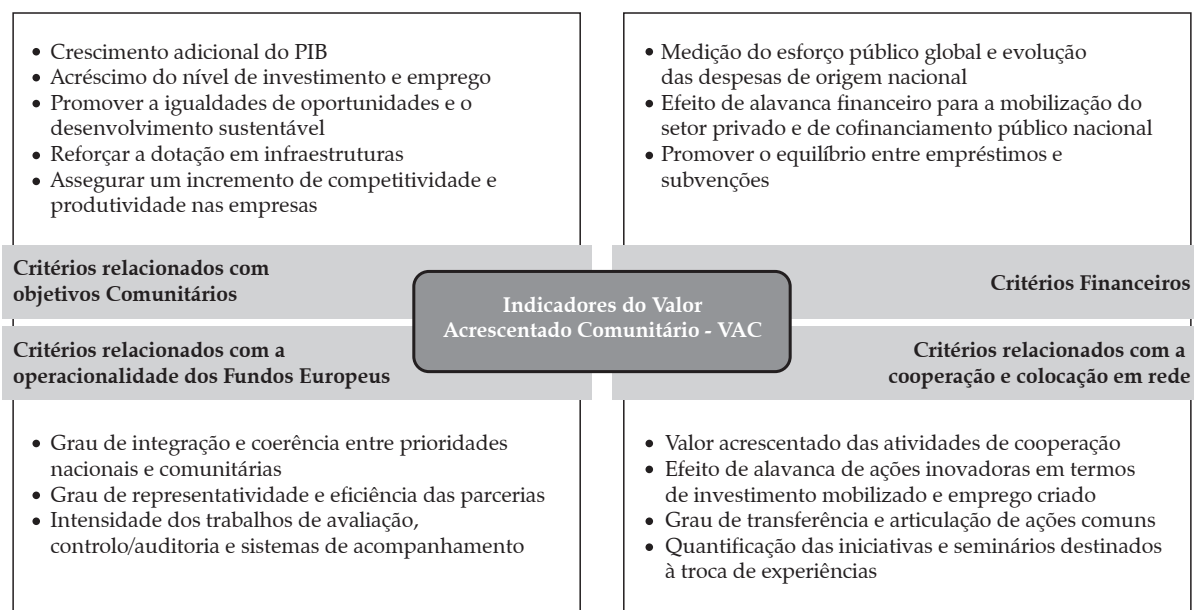 • Crescimento adicional do PIB
• Acréscimo do nível de investimento e emprego
• Promover a igualdades de oportunidades e o
desenvolvimento sustentável
• Reforçar a dotação em infraestruturas
• Assegurar um incremento de competitividade e
produtividade nas empresas
• Medição do esforço público global e evolução
das despesas de origem nacional
• Efeito de alavanca financeiro para a mobilização do
setor privado e de cofinanciamento público nacional
• Promover o equilíbrio entre empréstimos e
subvenções
Critérios relacionados com
objetivos Comunitários
Critérios Financeiros
Indicadores do Valor
Acrescentado Comunitário - VAC
Critérios relacionados com a
operacionalidade dos Fundos Europeus
Critérios relacionados com a
cooperação e colocação em rede
• Grau de integração e coerência entre prioridades
nacionais e comunitárias
• Grau de representatividade e eficiência das parcerias
• Intensidade dos trabalhos de avaliação,
controlo/auditoria e sistemas de acompanhamento
• Valor acrescentado das atividades de cooperação
• Efeito de alavanca de ações inovadoras em termos
de investimento mobilizado e emprego criado
• Grau de transferência e articulação de ações comuns
• Quantificação das iniciativas e seminários destinados
à troca de experiências